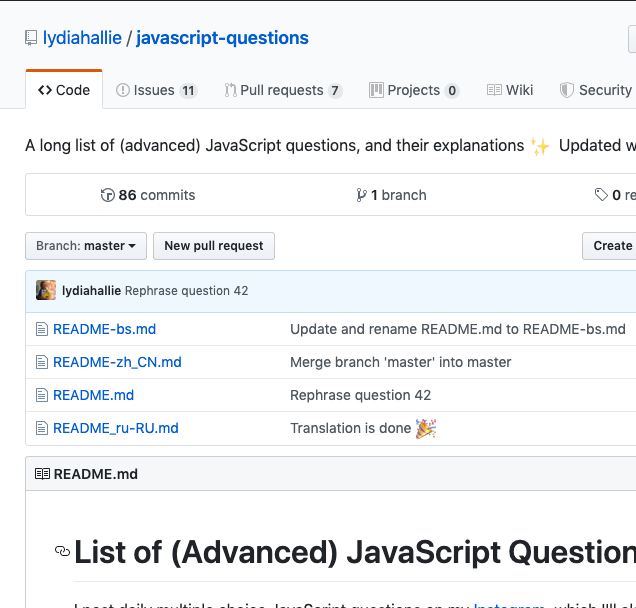 lydiahallie / javascript-questions
Code Issues 11 Pull requests 7 Projects 0 Wiki Security
A long list of (advanced) JavaScript questions, and their explanations ✨ Updated
86 commits 1 branch 0
Branch: master New pull request Create
lydiahallie Rephrase question 42
README-bs.md Update and rename README.md to README-bs.md
README-zh_CN.md Merge branch 'master' into master
README.md Rephrase question 42
README_ru-RU.md Translation is done 🎉
README.md
List of (Advanced) JavaScript Question